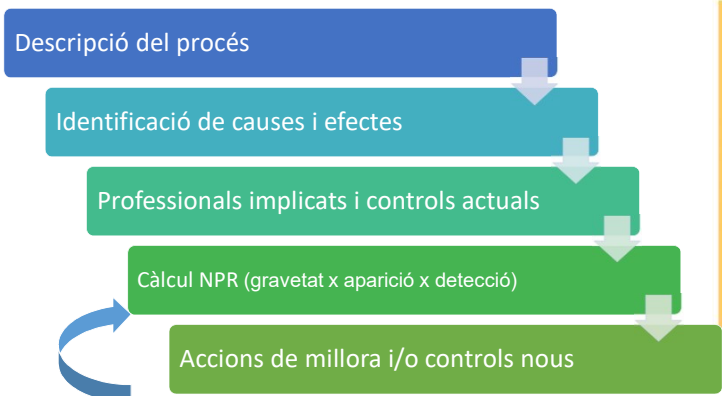 Descripció del procés
Identificació de causes i efectes
Professionals implicats i controls actuals
Càlcul NPR (gravetat x aparició x detecció)
Accions de millora i/o controls nous